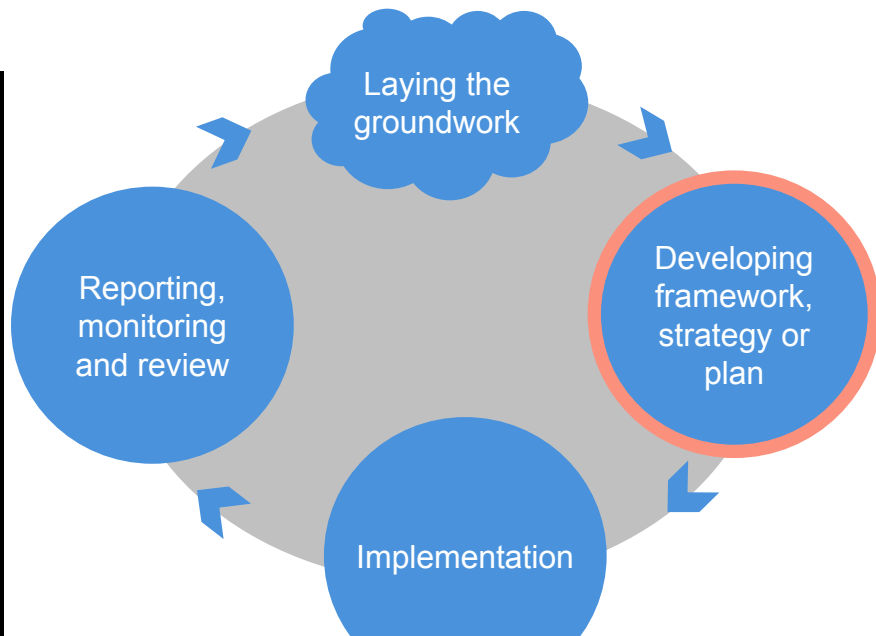 Laying the
groundwork
Developing
framework,
strategy or
plan
Reporting,
monitoring
and review
Implementation